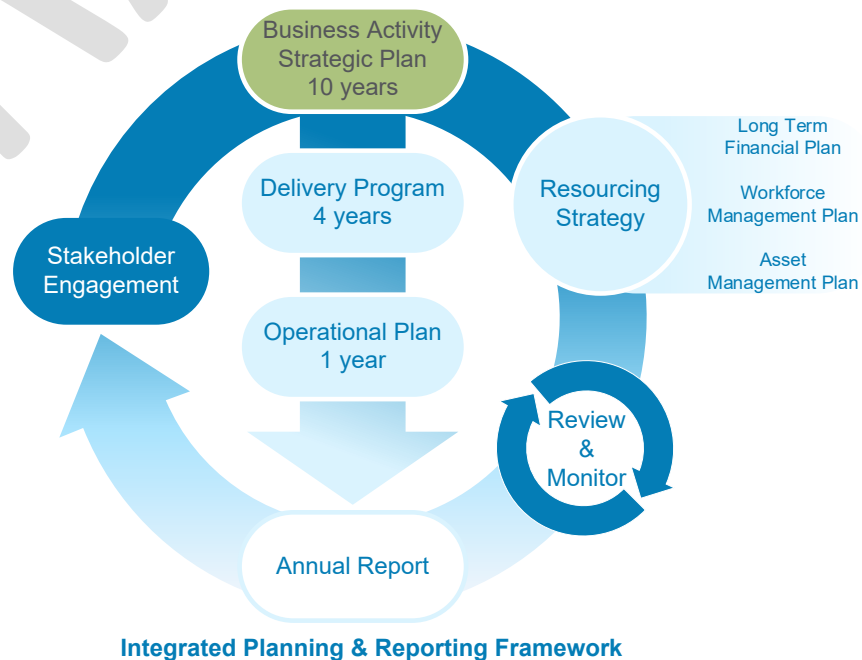 Business Activity
Strategic Plan
10 years
Delivery Program
4 years
Resourcing
Strategy
Long Term
Financial Plan
Workforce
Management Plan
Asset
Management Plan
Stakeholder
Engagement
Operational Plan
1 year
Review
&
Monitor
Annual Report
Integrated Planning & Reporting Framework